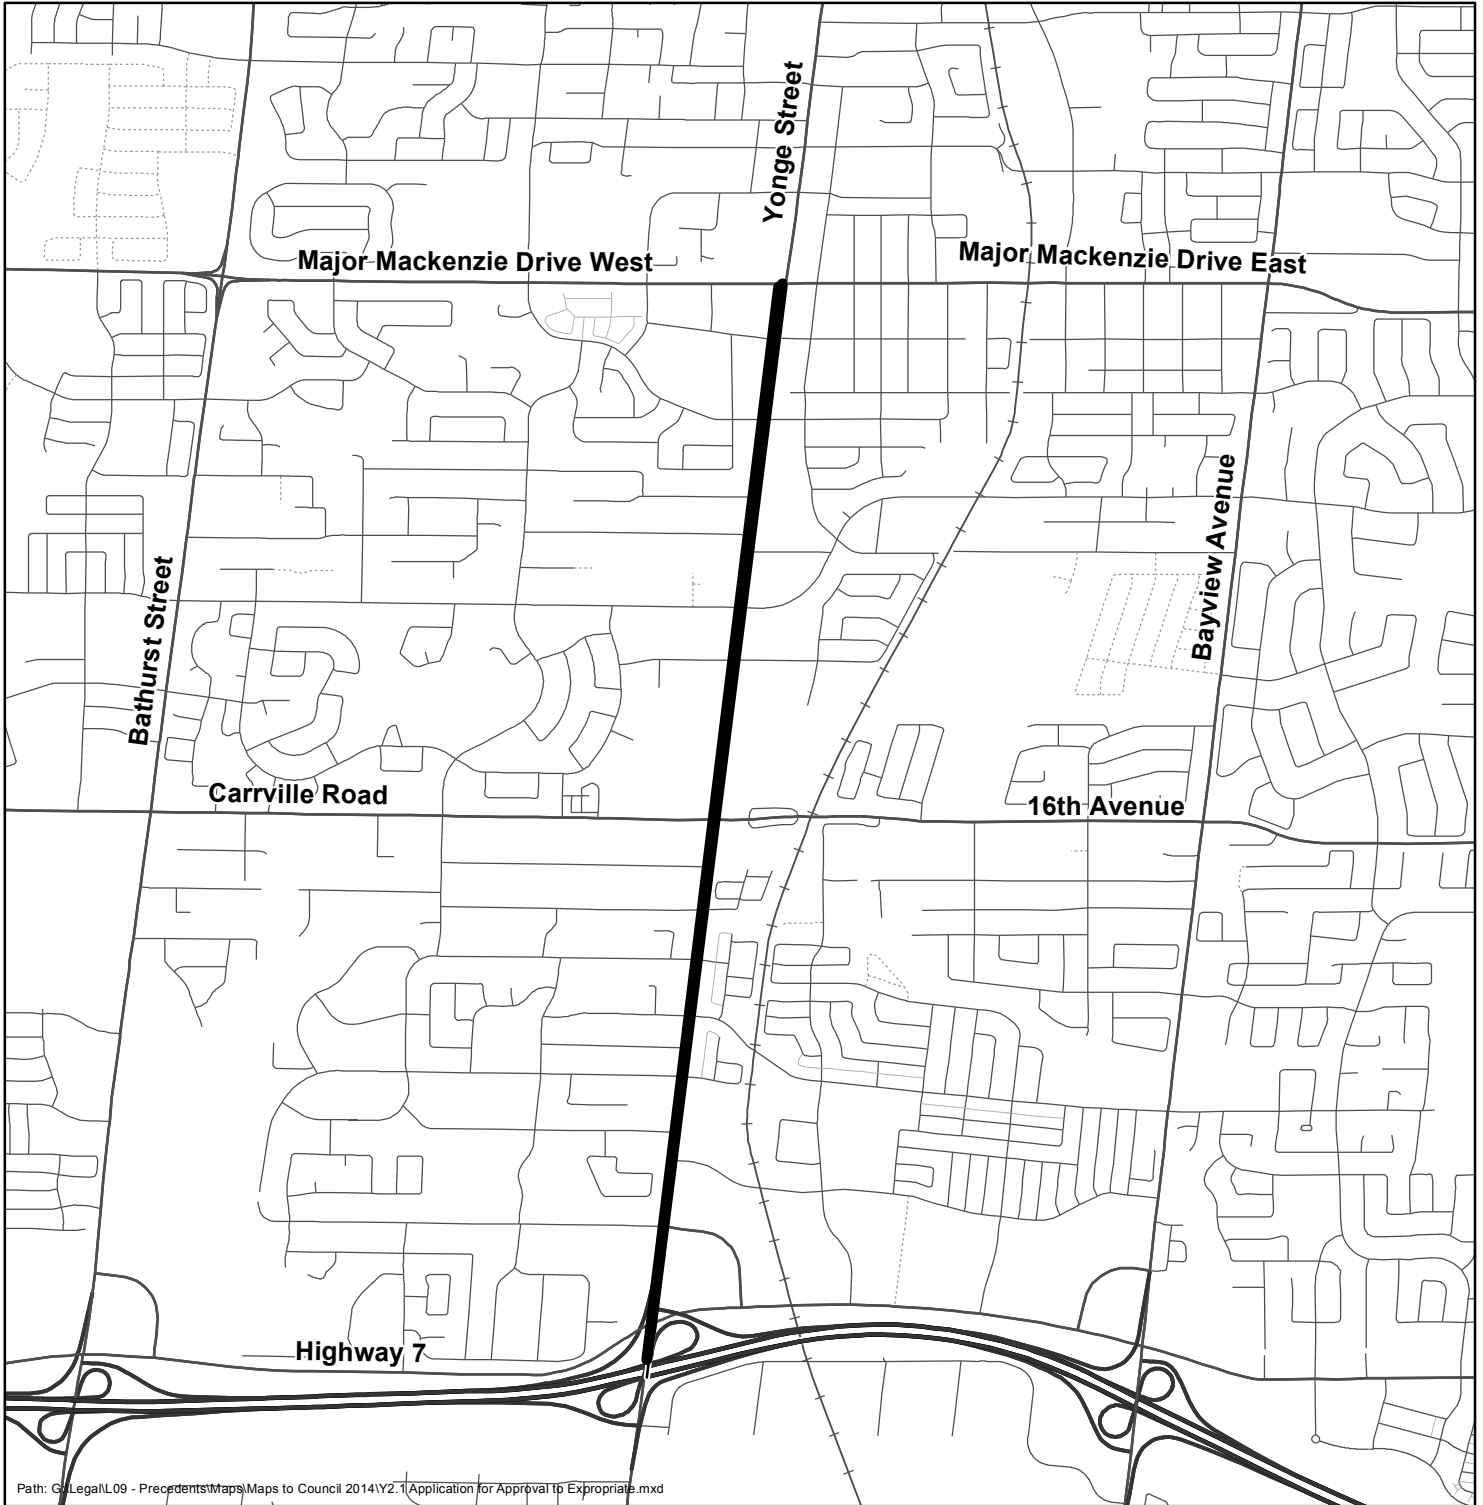 Yonge Street
Major Mackenzie Drive West
Major Mackenzie Drive East
Bayview Avenue
Bathurst Street
Carrville Road
16th Avenue
Highway 7
Path: G:\Legal\L09 - Precedents\Maps\Maps to Council 2014\Y2.1 Application for Approval to Expropriate.mxd